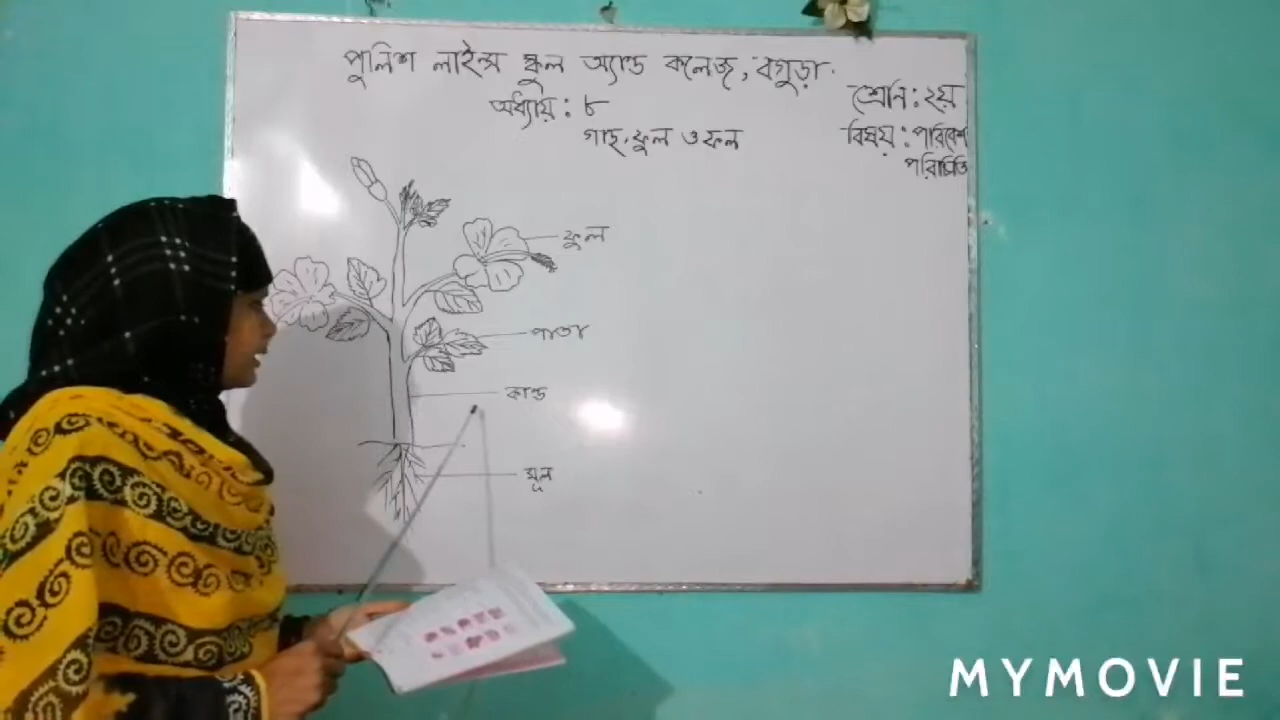 পুলিশ লাইন্স স্কুল অ্যান্ড কলেজ, বগুড়া.
অধ্যায় : ৮
শ্রেনি : ২য়
গাছ, ফুল ও ফল
বিষয় : পরিবেশ
পরিচিতি
ফুল
পাতা
কান্ড
মূল
MYMOVIE